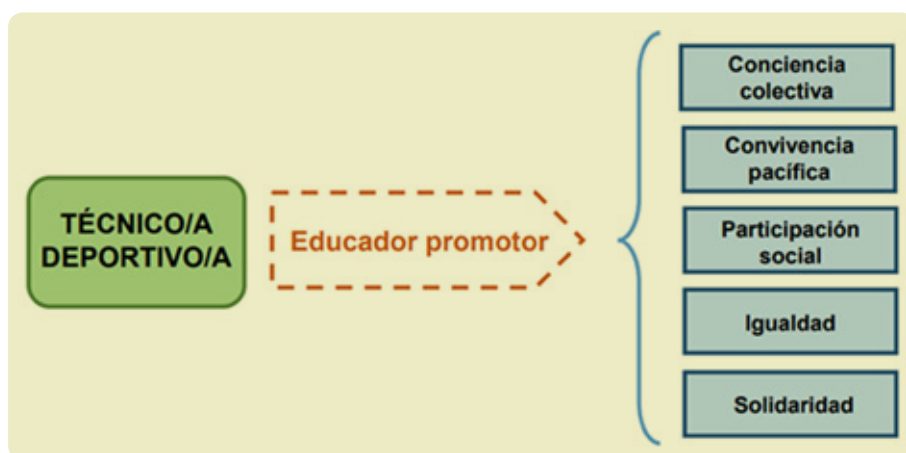 TÉCNICO/A
DEPORTIVO/A
Educador promotor
Conciencia
colectiva
Convivencia
pacífica
Participación
social
Igualdad
Solidaridad